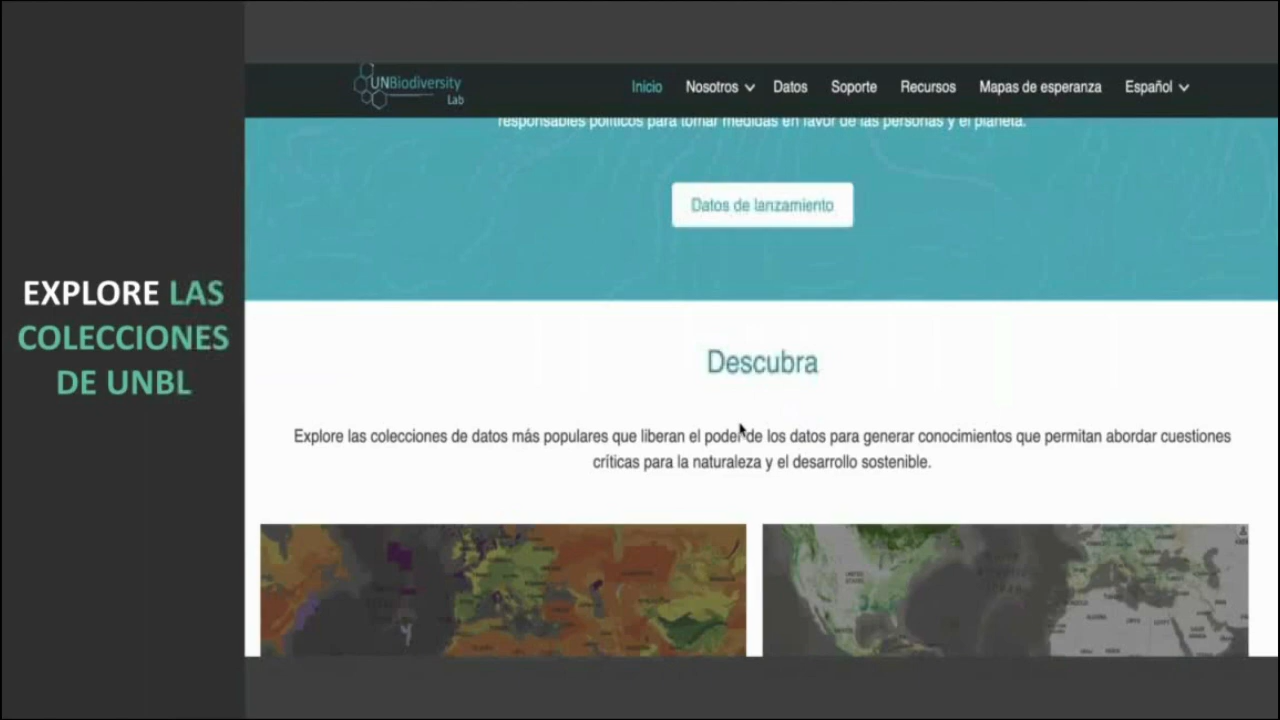 EXPLORE LAS
COLECCIONES
DE UNBL
UNBiodiversity
Lab
Inicio
Nosotros
Datos
Soporte
Recursos
Mapas de esperanza
Español
responsables políticos para tomar medidas en favor de las personas y el planeta.
Datos de lanzamiento
Descubra
Explore las colecciones de datos más populares que liberan el poder de los datos para generar conocimientos que permitan abordar cuestiones
críticas para la naturaleza y el desarrollo sostenible.